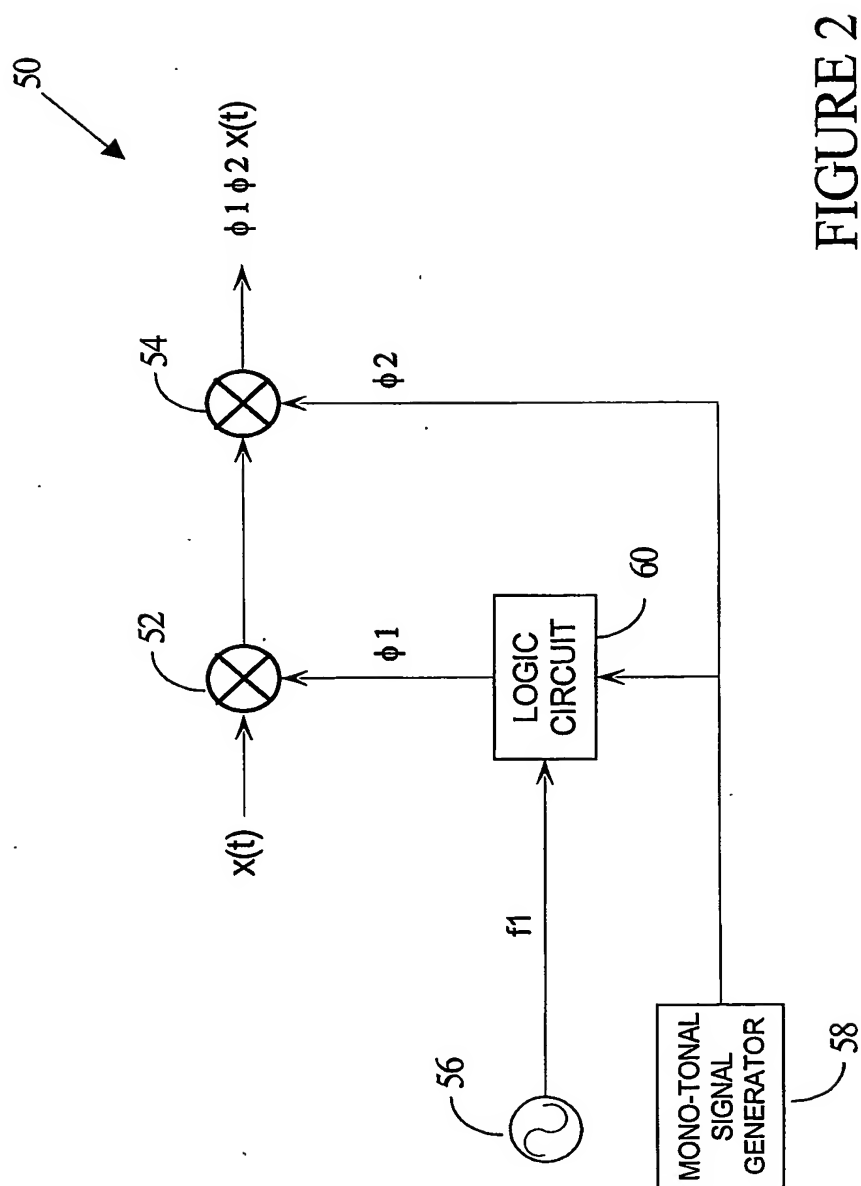 50
54
52
x(t)
ϕ1 ϕ2 x(t)
ϕ1
ϕ2
f1
LOGIC
CIRCUIT
60
56
MONO-TONAL
SIGNAL
GENERATOR
58
FIGURE 2